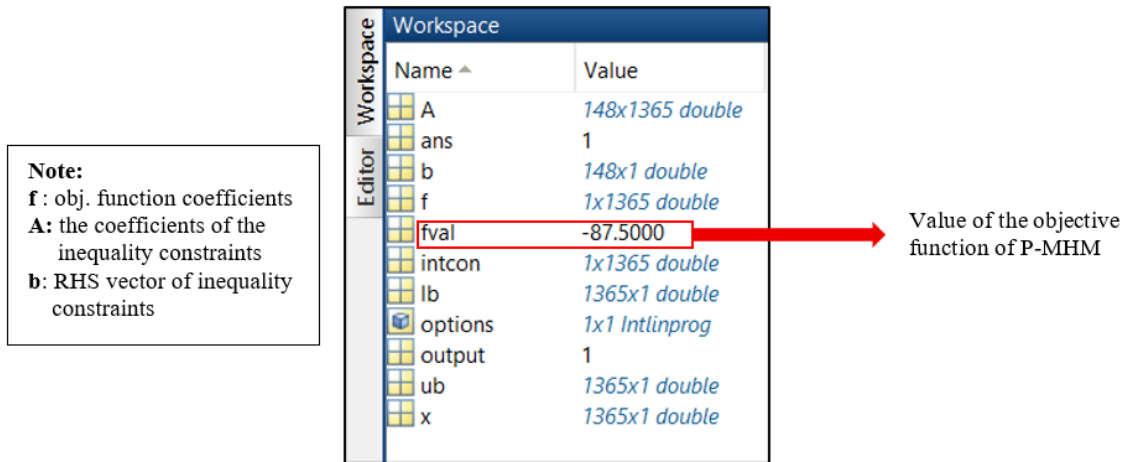 Note:
f : obj. function coefficients
A: the coefficients of the
inequality constraints
b: RHS vector of inequality
constraints
Workspace
Editor
Workspace
Name Value
A 148x1365 double
ans 1
b 148x1 double
f 1x1365 double
fval -87.5000
intcon 1x1365 double
lb 1365x1 double
options 1x1 Intlinprog
output 1
ub 1365x1 double
x 1365x1 double
Value of the objective
function of P-MHM